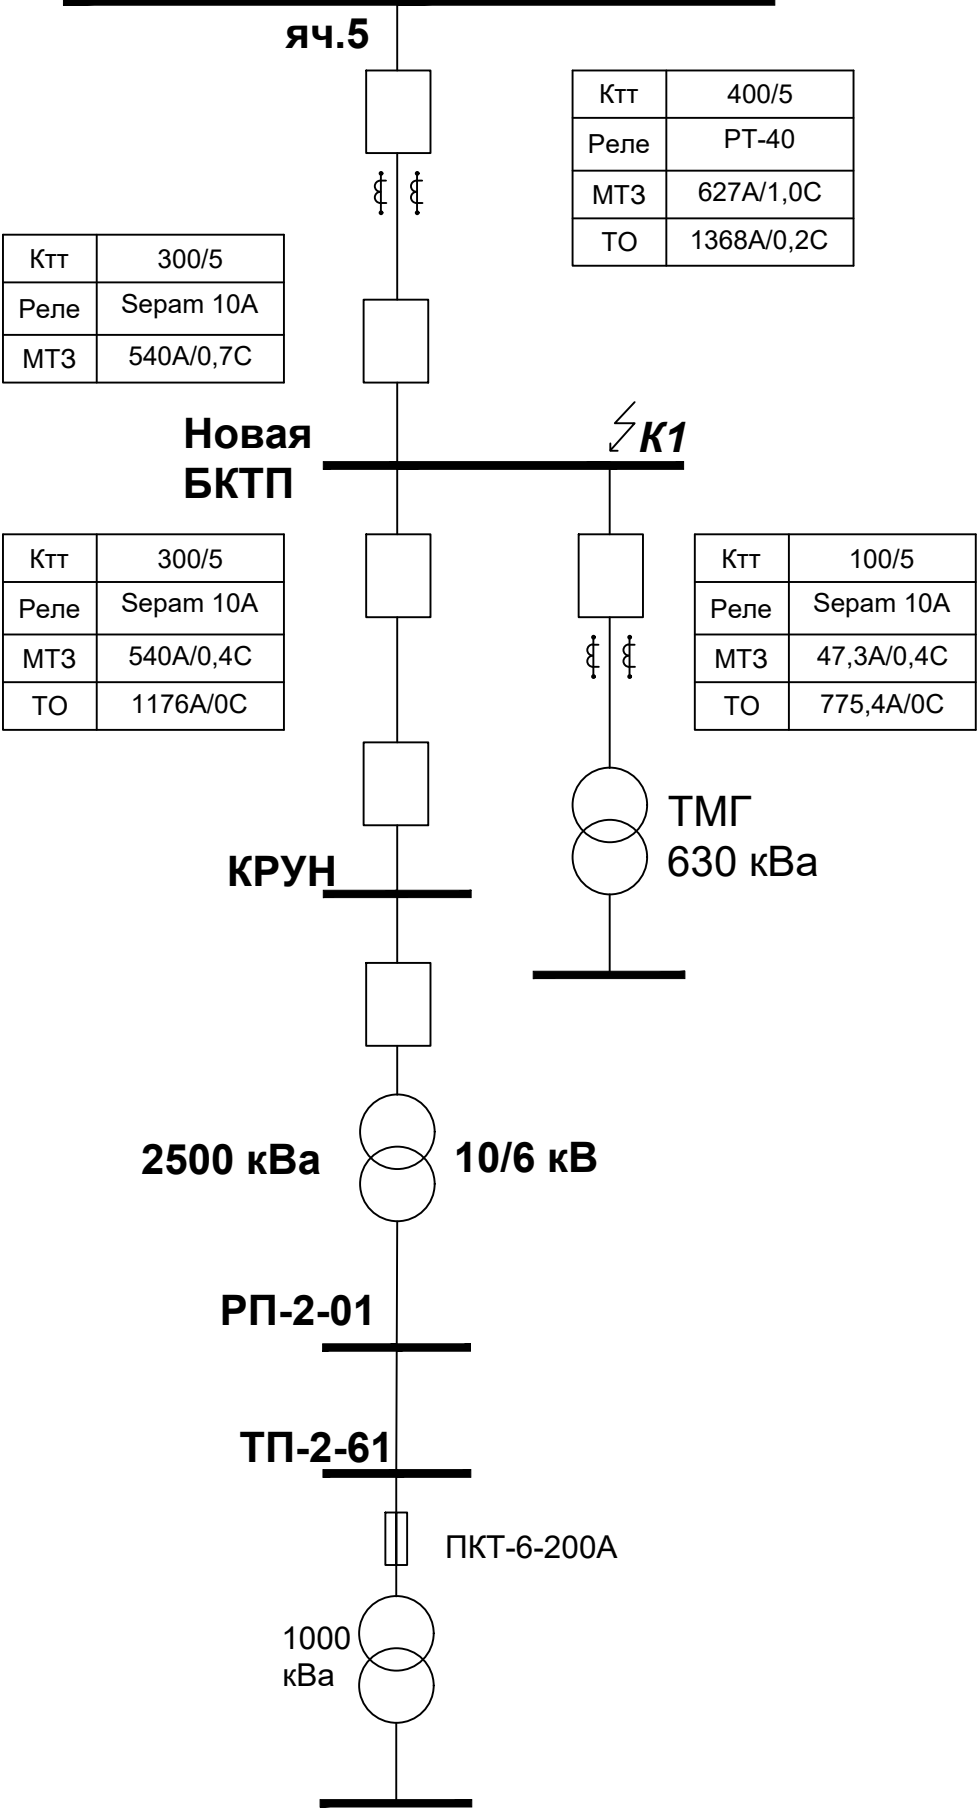 яч.5
Ктт 400/5
Реле РТ-40
МТЗ 627А/1,0С
ТО 1368А/0,2С
Ктт 300/5
Реле Sepam 10A
МТЗ 540А/0,7С
Новая
БКТП
К1
Ктт 300/5
Реле Sepam 10A
МТЗ 540А/0,4С
ТО 1176А/0С
Ктт 100/5
Реле Sepam 10A
МТЗ 47,3А/0,4С
ТО 775,4А/0С
ТМГ
630 кВа
КРУН
2500 кВа
10/6 кВ
РП-2-01
ТП-2-61
ПКТ-6-200А
1000
кВа